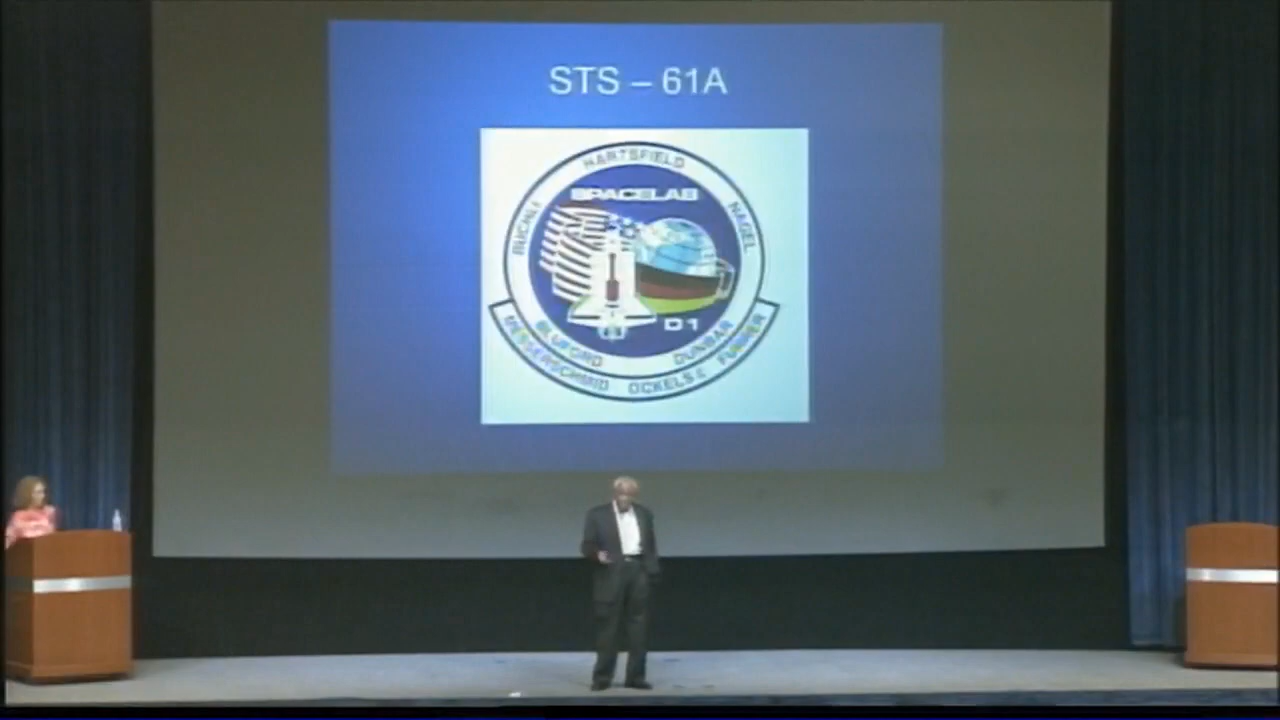 STS – 61A
HARTSFIELD
BUCHLI
NAGEL
SPACELAB
D1
BLUFORD
DUNBAR
MESSERSCHMID OCKELS & FURRER